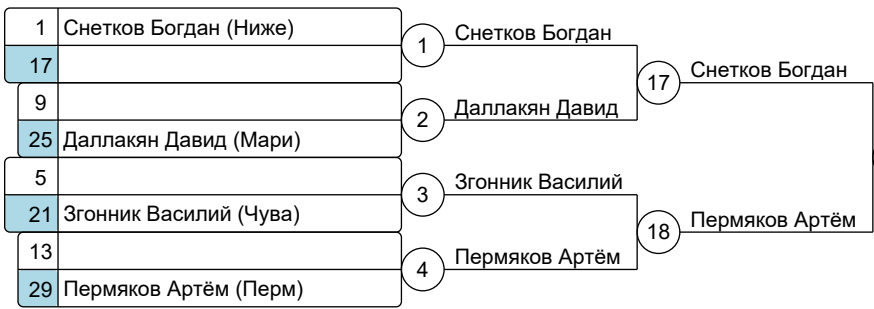 1 Снетков Богдан (Ниже)
17
9
25 Даллакян Давид (Мари)
5
21 Згонник Василий (Чува)
13
29 Пермяков Артём (Перм)
1 Снетков Богдан
2 Даллакян Давид
3 Згонник Василий
4 Пермяков Артём
17 Снетков Богдан
18 Пермяков Артём